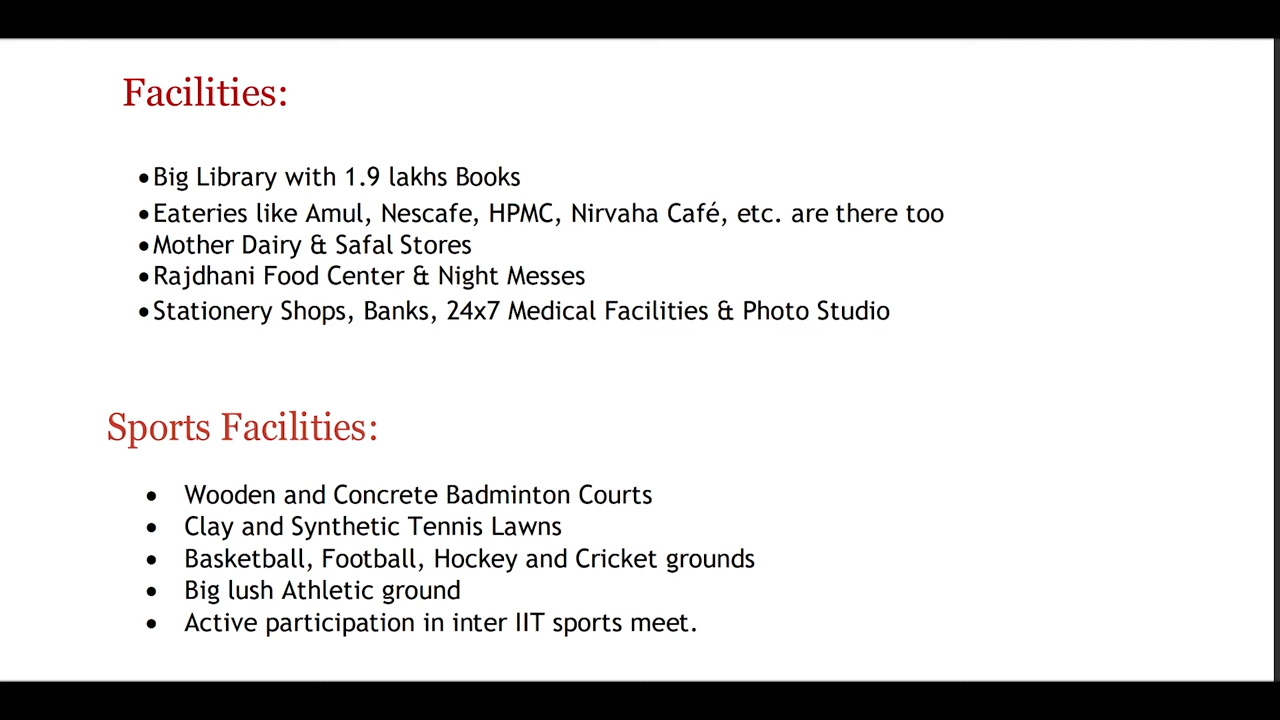 Facilities:
•Big Library with 1.9 lakhs Books
•Eateries like Amul, Nescafe, HPMC, Nirvaha Café, etc. are there too
•Mother Dairy & Safal Stores
•Rajdhani Food Center & Night Messes
•Stationery Shops, Banks, 24x7 Medical Facilities & Photo Studio
Sports Facilities:
• Wooden and Concrete Badminton Courts
• Clay and Synthetic Tennis Lawns
• Basketball, Football, Hockey and Cricket grounds
• Big lush Athletic ground
• Active participation in inter IIT sports meet.